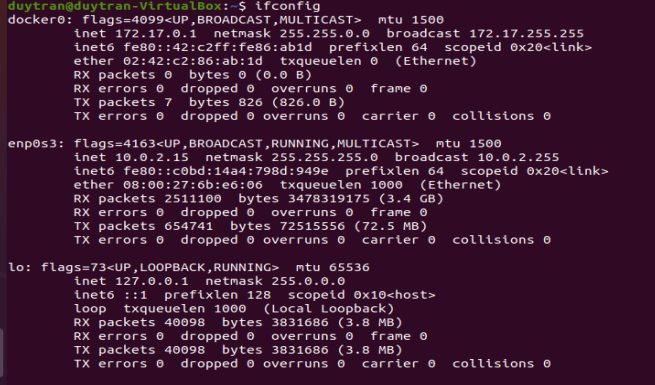 duytran@duytran-VirtualBox:~$ ifconfig
docker0: flags=4099<UP,BROADCAST,MULTICAST>  mtu 1500
        inet 172.17.0.1  netmask 255.255.0.0  broadcast 172.17.255.255
        inet6 fe80::42:c2ff:fe86:ab1d  prefixlen 64  scopeid 0x20<link>
        ether 02:42:c2:86:ab:1d  txqueuelen 0  (Ethernet)
        RX packets 0  bytes 0 (0.0 B)
        RX errors 0  dropped 0  overruns 0  frame 0
        TX packets 7  bytes 826 (826.0 B)
        TX errors 0  dropped 0 overruns 0  carrier 0  collisions 0

enp0s3: flags=4163<UP,BROADCAST,RUNNING,MULTICAST>  mtu 1500
        inet 10.0.2.15  netmask 255.255.255.0  broadcast 10.0.2.255
        inet6 fe80::c0bd:14a4:798d:949e  prefixlen 64  scopeid 0x20<link>
        ether 08:00:27:6b:e6:06  txqueuelen 1000  (Ethernet)
        RX packets 2511100  bytes 3478319175 (3.4 GB)
        RX errors 0  dropped 0  overruns 0  frame 0
        TX packets 654741  bytes 72515556 (72.5 MB)
        TX errors 0  dropped 0 overruns 0  carrier 0  collisions 0

lo: flags=73<UP,LOOPBACK,RUNNING>  mtu 65536
        inet 127.0.0.1  netmask 255.0.0.0
        inet6 ::1  prefixlen 128  scopeid 0x10<host>
        loop  txqueuelen 1000  (Local Loopback)
        RX packets 40098  bytes 3831686 (3.8 MB)
        RX errors 0  dropped 0  overruns 0  frame 0
        TX packets 40098  bytes 3831686 (3.8 MB)
        TX errors 0  dropped 0 overruns 0  carrier 0  collisions 0